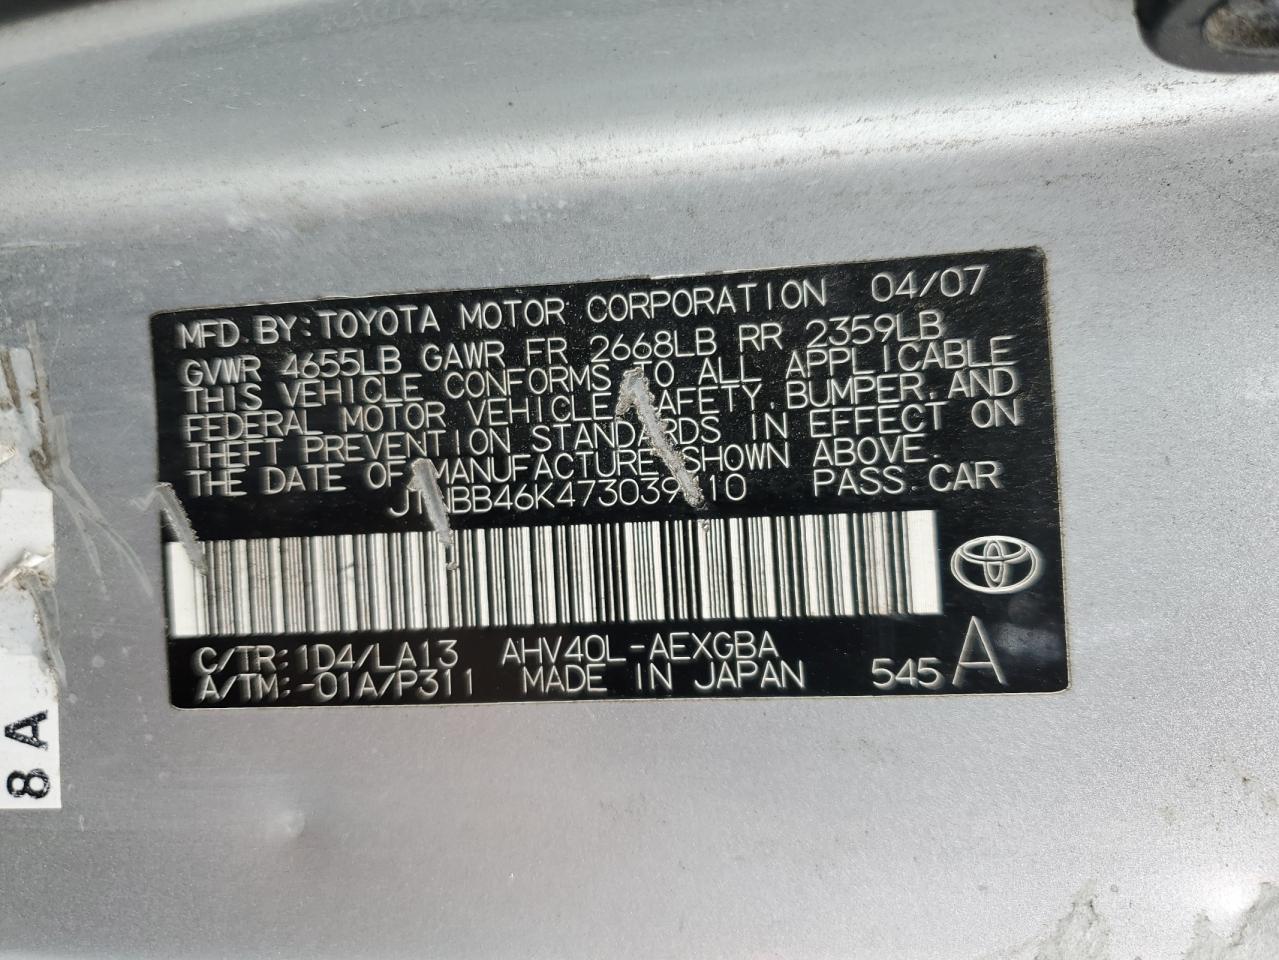 MFD. BY: TOYOTA MOTOR CORPORATION 04/07
GVWR 4655LB GAWR FR 2668LB RR 2359LB
THIS VEHICLE CONFORMS TO ALL APPLICABLE
FEDERAL MOTOR VEHICLE SAFETY, BUMPER, AND
THEFT PREVENTION STANDARDS IN EFFECT ON
THE DATE OF MANUFACTURE SHOWN ABOVE.
PASS. CAR
C/TR: 1D4/LA13 AHV40L-AEXGBA
A/TM: -01A/P311 MADE IN JAPAN 545 A
8A